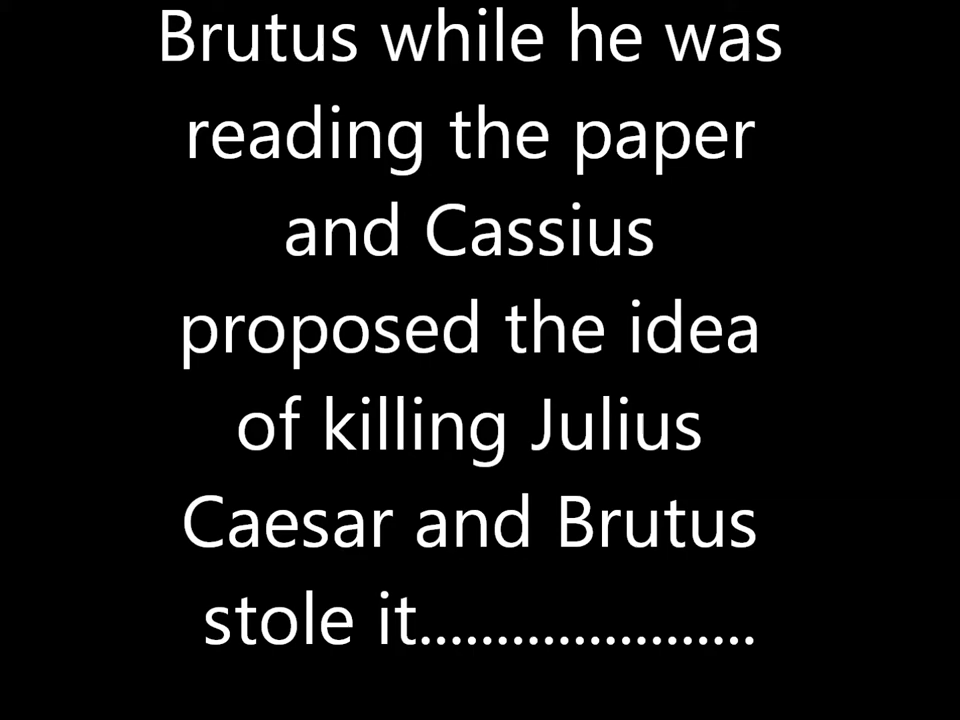 Brutus while he was
reading the paper
and Cassius
proposed the idea
of killing Julius
Caesar and Brutus
stole it......................